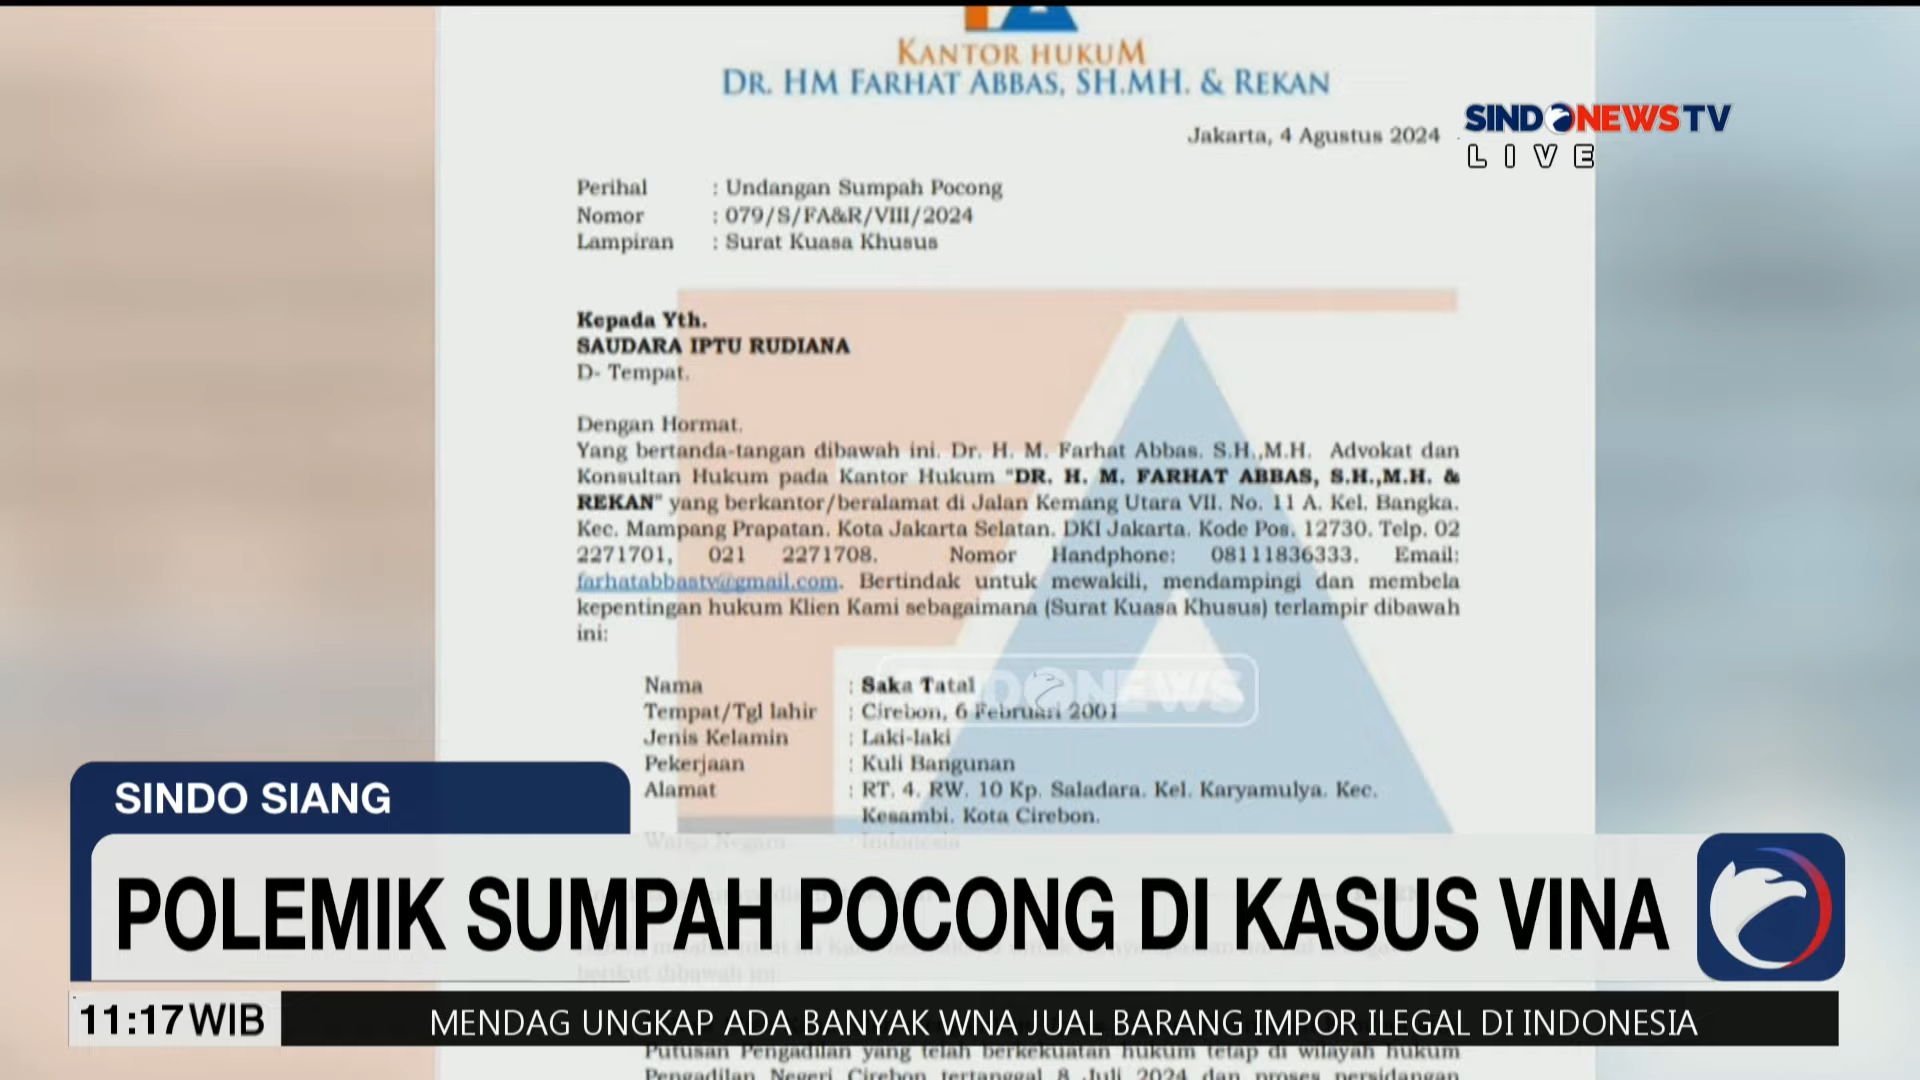 KANTOR HUKUM
DR. HM FARHAT ABBAS, SH.MH. & REKAN
SINDONEWS TV
LIVE
Jakarta, 4 Agustus 2024
Perihal : Undangan Sumpah Pocong
Nomor : 079/S/FA&R/VIII/2024
Lampiran : Surat Kuasa Khusus
Kepada Yth.
SAUDARA IPTU RUDIANA
D- Tempat.
Dengan Hormat.
Yang bertanda-tangan dibawah ini. Dr. H. M. Farhat Abbas. S.H.,M.H. Advokat dan
Konsultan Hukum pada Kantor Hukum "DR. H. M. FARHAT ABBAS, S.H.,M.H. &
REKAN" yang berkantor/beralamat di Jalan Kemang Utara VII. No. 11 A. Kel. Bangka.
Kec. Mampang Prapatan. Kota Jakarta Selatan. DKI Jakarta. Kode Pos. 12730. Telp. 02
2271701, 021 2271708. Nomor Handphone: 08111836333. Email:
farhatabbastv@gmail.com. Bertindak untuk mewakili, mendampingi dan membela
kepentingan hukum Klien Kami sebagaimana (Surat Kuasa Khusus) terlampir dibawah
ini:
Nama : Saka Tatal
SINDONEWS
Tempat/Tgl lahir : Cirebon, 6 Februari 2001
Jenis Kelamin : Laki-laki
Pekerjaan : Kuli Bangunan
Alamat : RT. 4. RW. 10 Kp. Saladara. Kel. Karyamulya. Kec.
Kesambi. Kota Cirebon.
Warga Negara : Indonesia
SINDO SIANG
POLEMIK SUMPAH POCONG DI KASUS VINA
berikut dibawah ini:
11:17 WIB
MENDAG UNGKAP ADA BANYAK WNA JUAL BARANG IMPOR ILEGAL DI INDONESIA
Putusan Pengadilan yang telah berkekuatan hukum tetap di wilayah hukum
Pengadilan Negeri Cirebon tertanggal 8 Juli 2024 dan proses persidangan